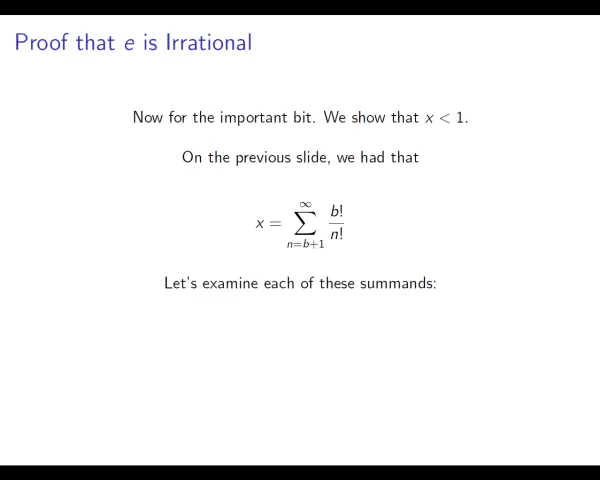 Proof that e is Irrational
Now for the important bit. We show that x < 1.
On the previous slide, we had that
x = ∑_{n=b+1}^{∞} b!/n!
Let's examine each of these summands: